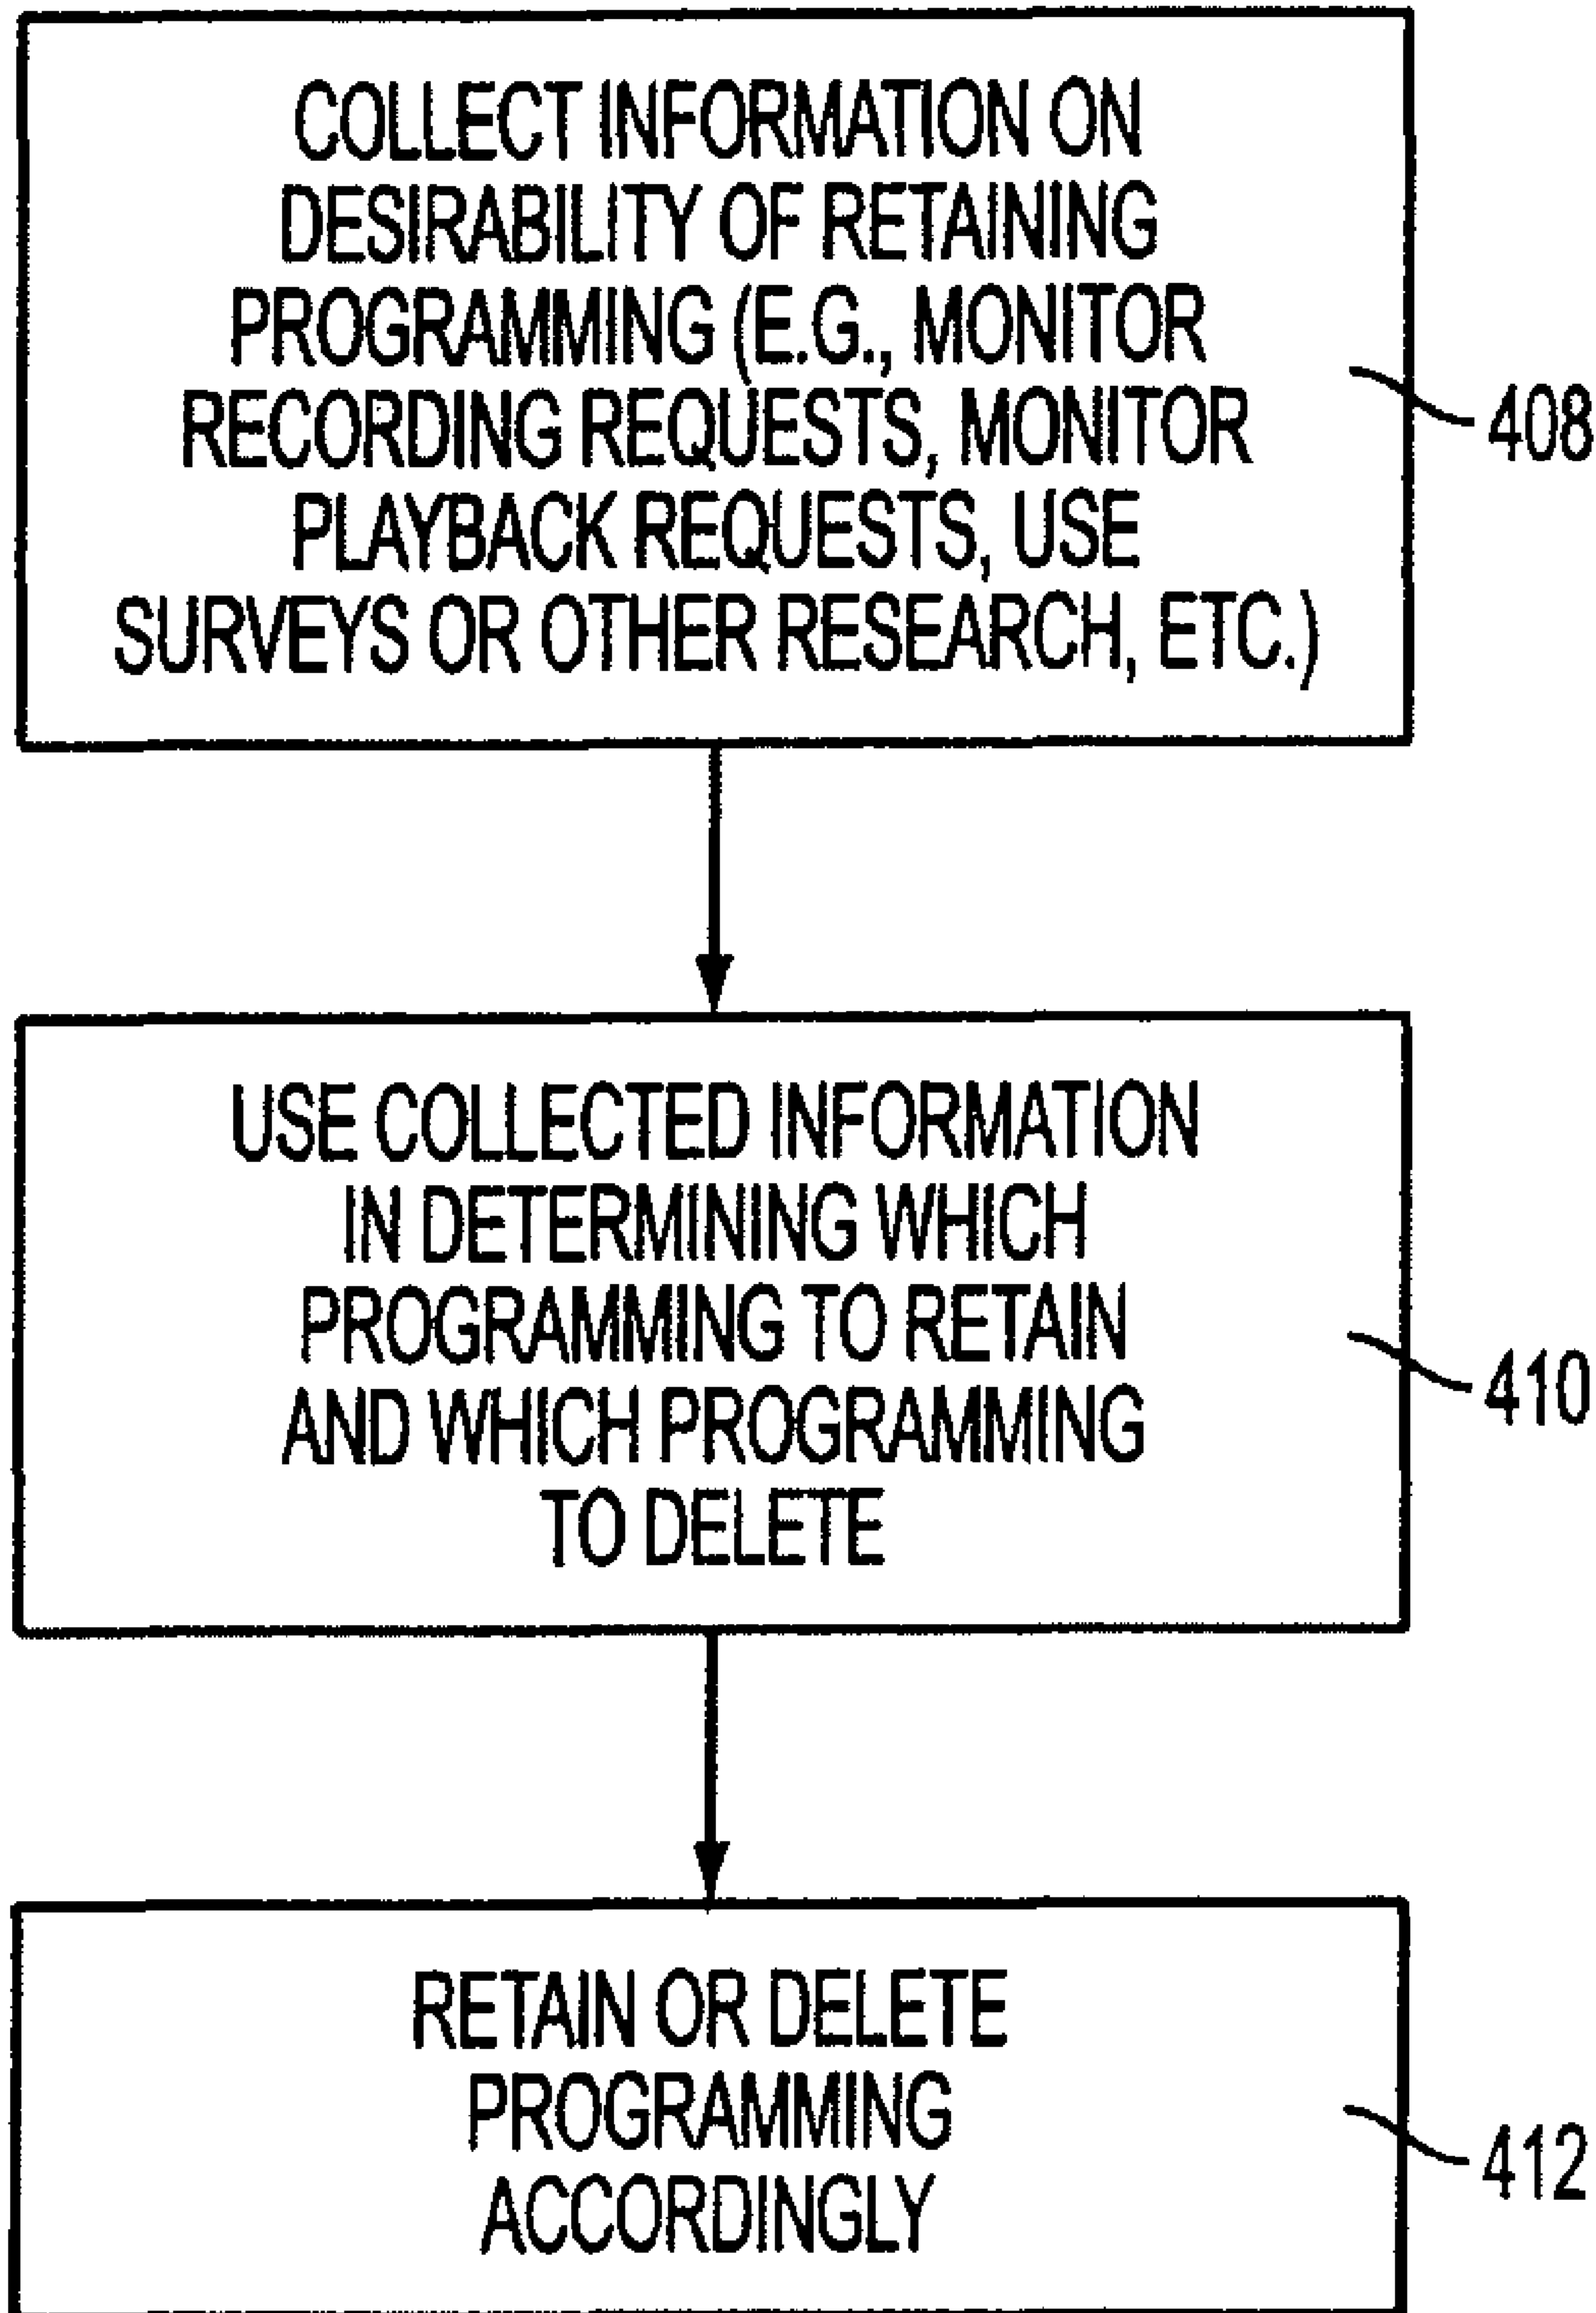 COLLECT INFORMATION ON
DESIRABILITY OF RETAINING
PROGRAMMING (E.G., MONITOR
RECORDING REQUESTS, MONITOR
PLAYBACK REQUESTS, USE
SURVEYS OR OTHER RESEARCH, ETC.)
408
USE COLLECTED INFORMATION
IN DETERMINING WHICH
PROGRAMMING TO RETAIN
AND WHICH PROGRAMMING
TO DELETE
410
RETAIN OR DELETE
PROGRAMMING
ACCORDINGLY
412